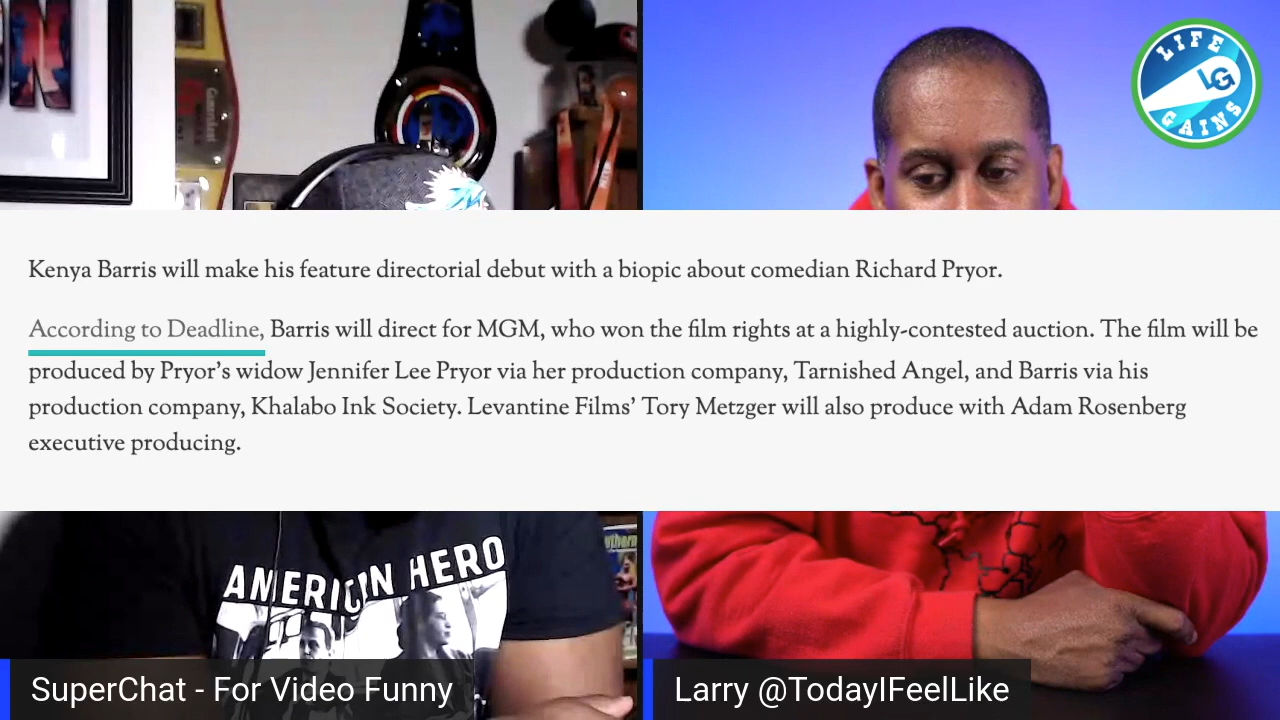 LIFE
LG
GAINS
Kenya Barris will make his feature directorial debut with a biopic about comedian Richard Pryor.
According to Deadline, Barris will direct for MGM, who won the film rights at a highly-contested auction. The film will be
produced by Pryor’s widow Jennifer Lee Pryor via her production company, Tarnished Angel, and Barris via his
production company, Khalabo Ink Society. Levantine Films’ Tory Metzger will also produce with Adam Rosenberg
executive producing.
AMERICAN HERO
SuperChat - For Video Funny
Larry @TodayIFeelLike